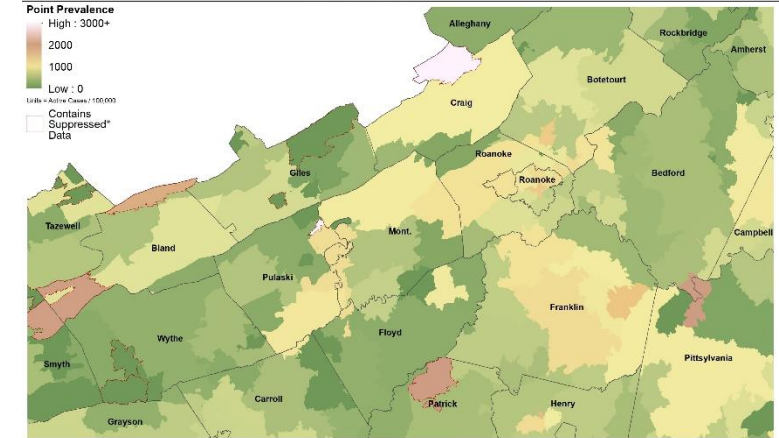 Point Prevalence
High : 3000+
2000
1000
Low : 0
Units = Active Cases / 100,000
Contains
Suppressed*
Data
Alleghany
Rockbridge
Amherst
Botetourt
Craig
Roanoke
Giles
Roanoke
Bedford
Tazewell
Mont.
Campbell
Bland
Pulaski
Franklin
Floyd
Wythe
Pittsylvania
Smyth
Carroll
Patrick
Henry
Grayson